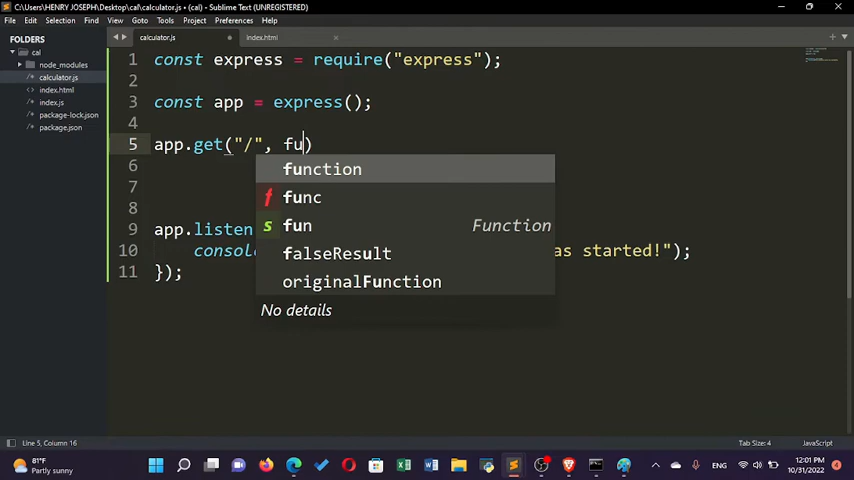 C:\Users\HENRY JOSEPH\Desktop\cal\calculator.js • (cal) - Sublime Text (UNREGISTERED)
File Edit Selection Find View Goto Tools Project Preferences Help
FOLDERS
cal
node_modules
calculator.js
index.html
index.js
package-lock.json
package.json
calculator.js
index.html
1 const express = require("express");
2
3 const app = express();
4
5 app.get("/", fu)
6
7
8
9 app.listen
10 consol as started!");
11 });
function
func
fun Function
falseResult
originalFunction
No details
Line 5, Column 16
Tab Size: 4
JavaScript
81°F
Partly sunny
ENG
12:01 PM
10/31/2022
4